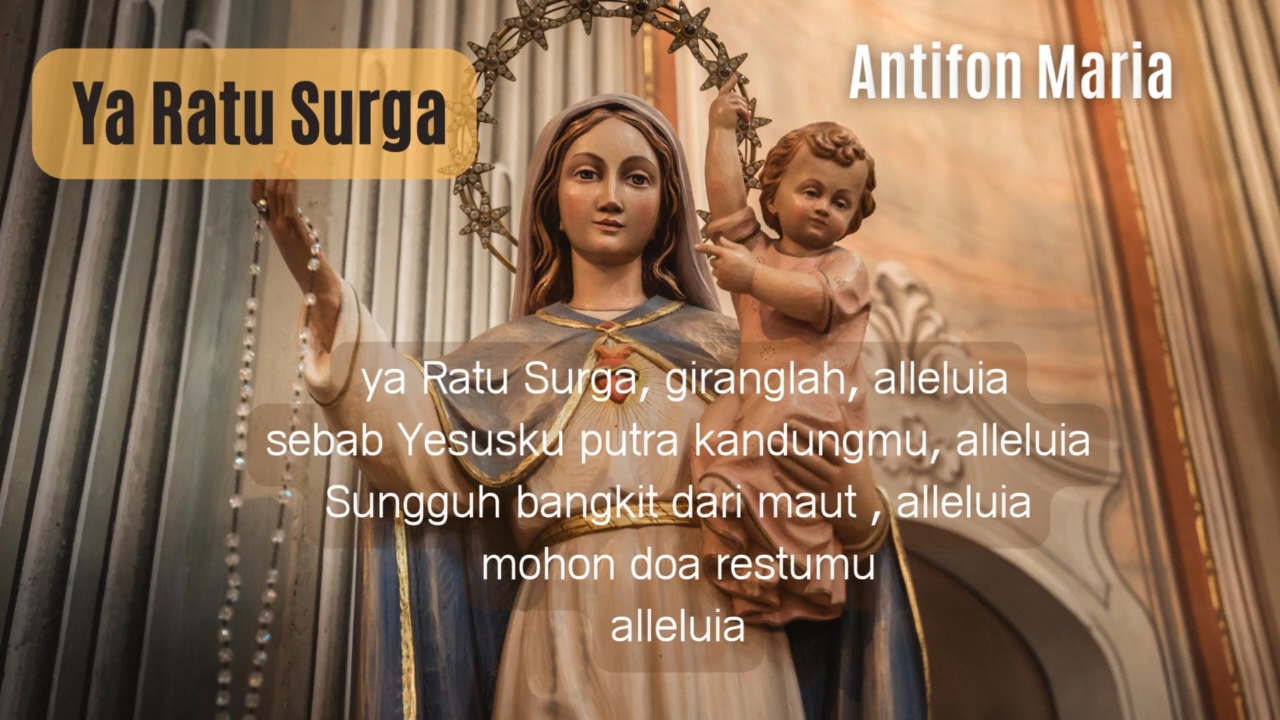 Ya Ratu Surga
Antifon Maria
ya Ratu Surga, giranglah, alleluia
sebab Yesusku putra kandungmu, alleluia
Sungguh bangkit dari maut , alleluia
mohon doa restumu
alleluia